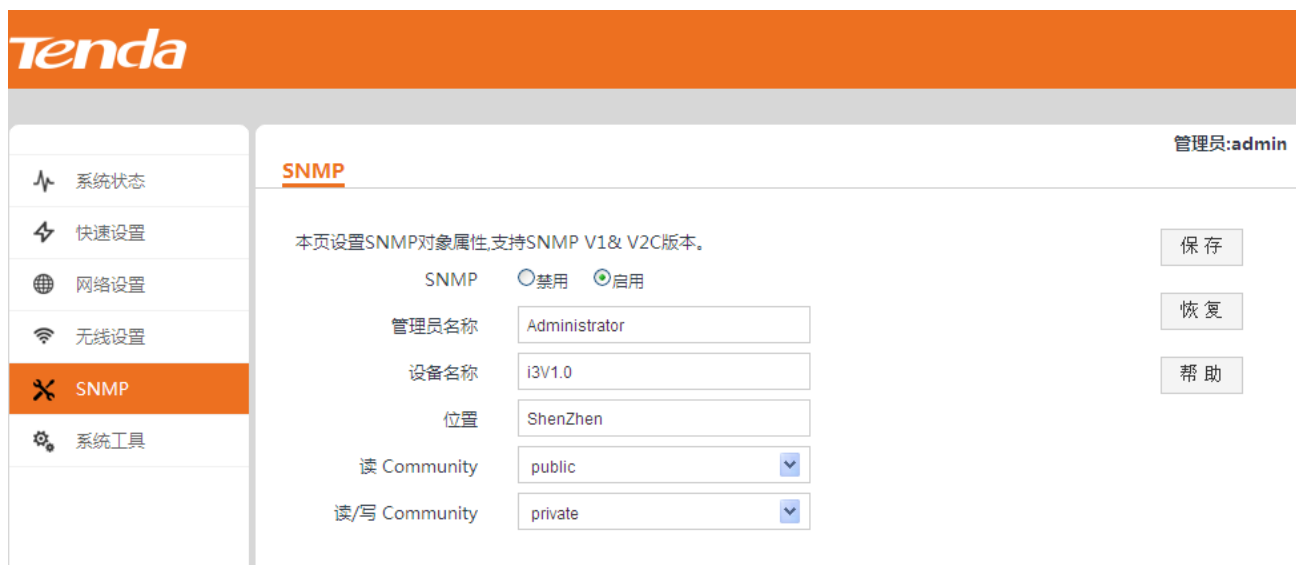 Tenda
管理员:admin
系统状态
快速设置
网络设置
无线设置
SNMP
系统工具
SNMP
本页设置SNMP对象属性,支持SNMP V1& V2C版本。
SNMP 禁用 启用
管理员名称 Administrator
设备名称 i3V1.0
位置 ShenZhen
读 Community public
读/写 Community private
保存
恢复
帮助